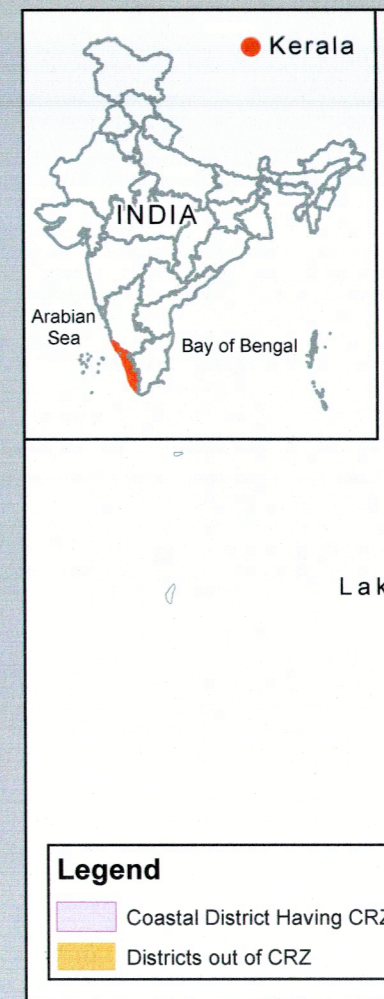 Kerala
INDIA
Arabian
Sea
Bay of Bengal
Lak
Legend
Coastal District Having CRZ
Districts out of CRZ